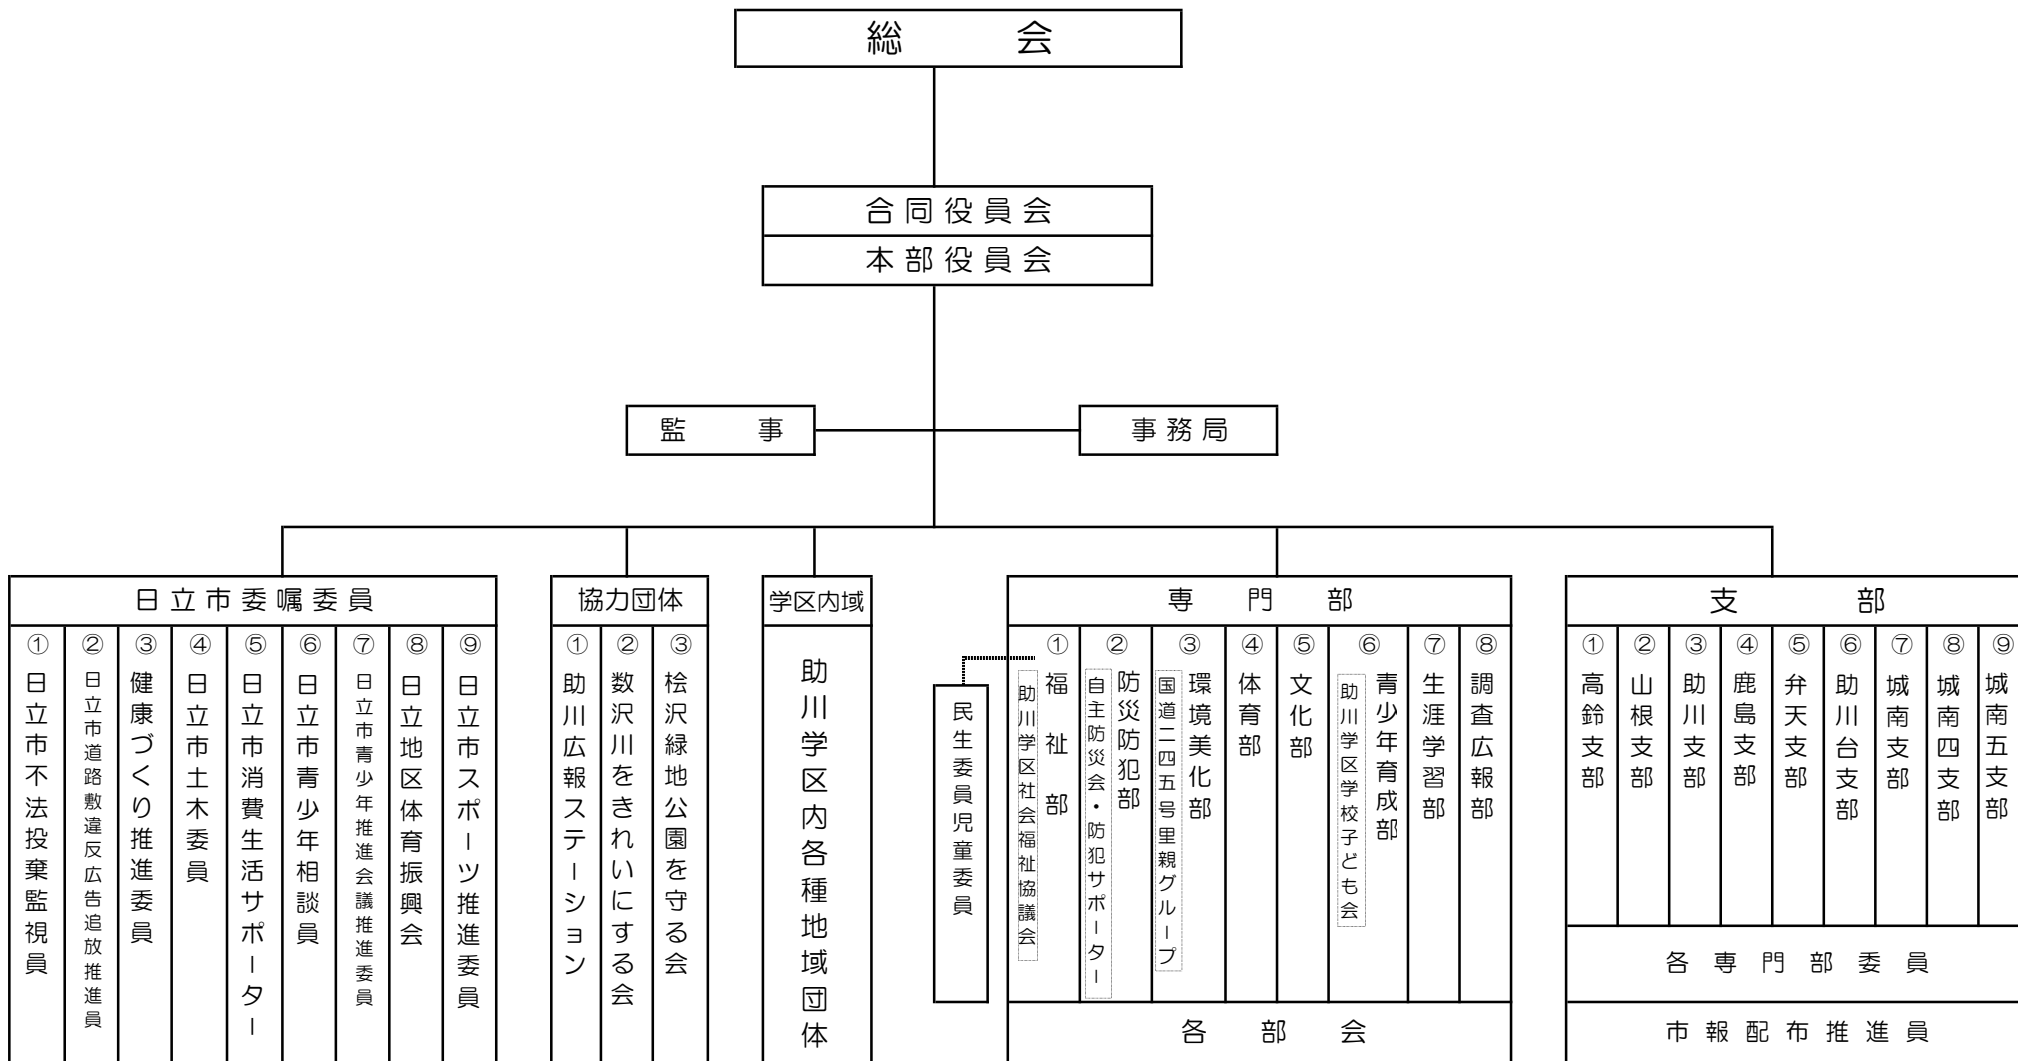 総会
合同役員会
本部役員会
監事
事務局
日立市委嘱委員
①日立市不法投棄監視員
②日立市道路敷違反広告追放推進員
③健康づくり推進委員
④日立市土木委員
⑤日立市消費生活サポーター
⑥日立市青少年相談員
⑦日立市青少年推進会議推進委員
⑧日立地区体育振興会
⑨日立市スポーツ推進委員
協力団体
①助川広報ステーション
②数沢川をきれいにする会
③桧沢緑地公園を守る会
学区内域
助川学区内各種地域団体
民生委員児童委員
専門部
①福祉部
助川学区社会福祉協議会
②防災防犯部
自主防災会・防犯サポーター
③環境美化部
国道二四五号里親グループ
④体育部
⑤文化部
⑥青少年育成部
助川学区学校子ども会
⑦生涯学習部
⑧調査広報部
各部会
支部
①高鈴支部
②山根支部
③助川支部
④鹿島支部
⑤弁天支部
⑥助川台支部
⑦城南支部
⑧城南四支部
⑨城南五支部
各専門部委員
市報配布推進員